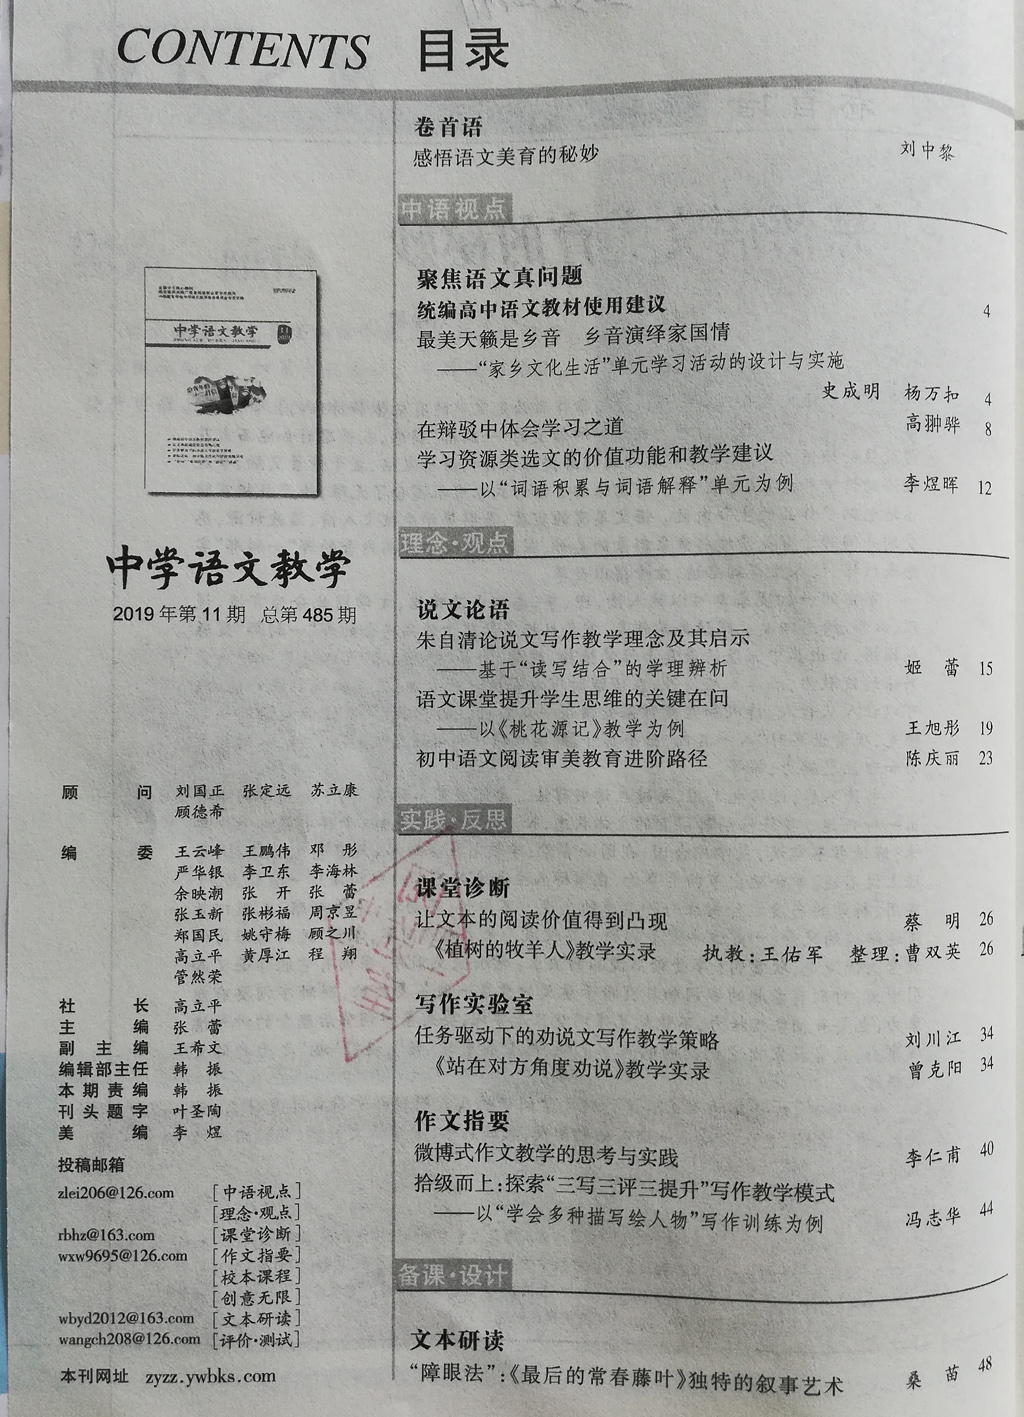 CONTENTS 目录
中学语文教学
中学语文教学
2019年第11期 总第485期
顾问 刘国正 张定远 苏立康
顾德希
编委 王云峰 王鹏伟 邓彤
严华银 李卫东 李海林
余映潮 张开 张蕾
张玉新 张彬福 周京昱
郑国民 姚守梅 顾之川
高立平 黄厚江 程翔
管然荣
社长 高立平
主编 张蕾
副主编 王希文
编辑部主任 韩振
本期责编 韩振
刊头题字 叶圣陶
美编 李煜
投稿邮箱
zlei206@126.com [中语视点]
[理念·观点]
rbhz@163.com [课堂诊断]
wxw9695@126.com [作文指要]
[校本课程]
[创意无限]
wbyd2012@163.com [文本研读]
wangch208@126.com [评价·测试]
本刊网址 zyzz.ywbks.com
卷首语
感悟语文美育的秘妙 刘中黎
中语视点
聚焦语文真问题
统编高中语文教材使用建议 4
最美天籁是乡音 乡音演绎家国情
——“家乡文化生活”单元学习活动的设计与实施
史成明 杨万扣 4
在辩驳中体会学习之道 高翀骅 8
学习资源类选文的价值功能和教学建议
——以“词语积累与词语解释”单元为例 李煜晖 12
理念·观点
说文论语
朱自清论说文写作教学理念及其启示
——基于“读写结合”的学理辨析 姬蕾 15
语文课堂提升学生思维的关键在问
——以《桃花源记》教学为例 王旭彤 19
初中语文阅读审美教育进阶路径 陈庆丽 23
实践·反思
课堂诊断
让文本的阅读价值得到凸现 蔡明 26
《植树的牧羊人》教学实录 执教：王佑军 整理：曹双英 26
写作实验室
任务驱动下的劝说文写作教学策略 刘川江 34
《站在对方角度劝说》教学实录 曾克阳 34
作文指要
微博式作文教学的思考与实践 李仁甫 40
拾级而上：探索“三写三评三提升”写作教学模式
——以“学会多种描写绘人物”写作训练为例 冯志华 44
备课·设计
文本研读
“障眼法”：《最后的常春藤叶》独特的叙事艺术 桑苗 48